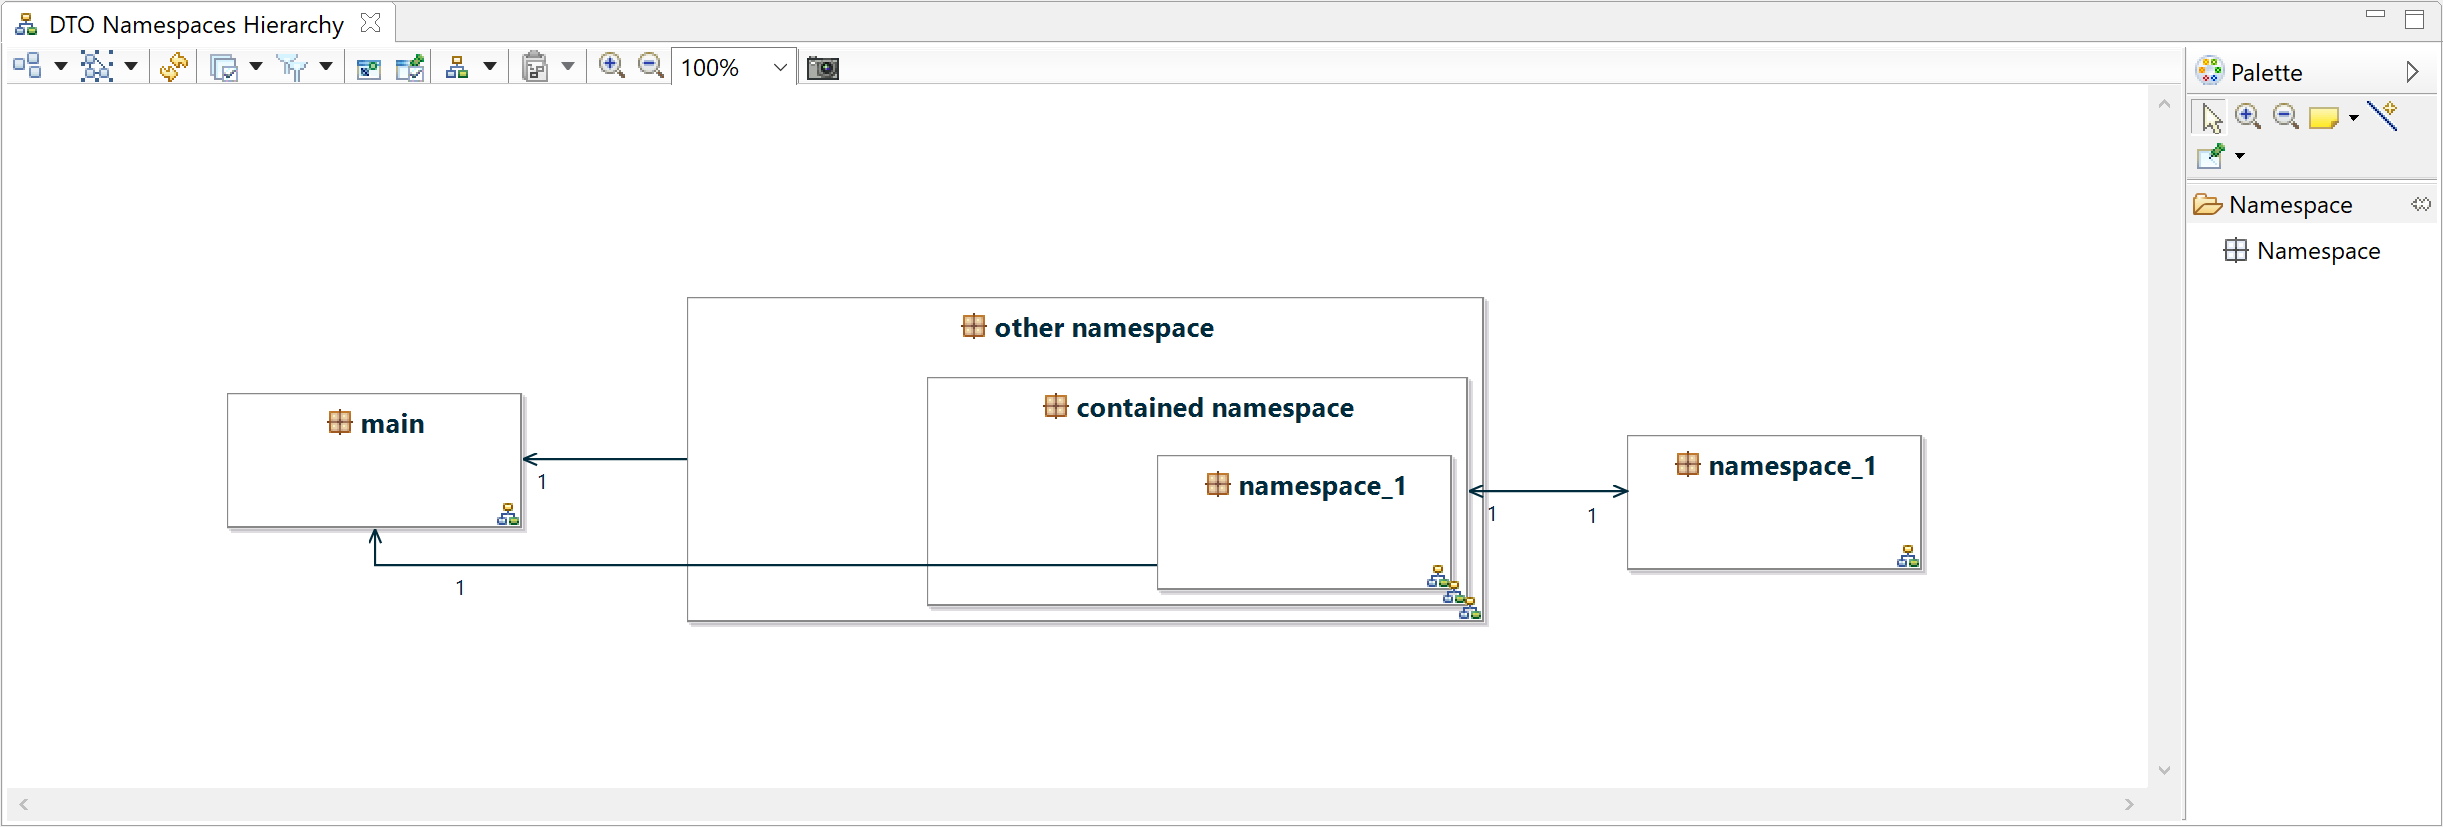 DTO Namespaces Hierarchy
100%
Palette
Namespace
Namespace
other namespace
contained namespace
main
namespace_1
namespace_1
1
1
1
1